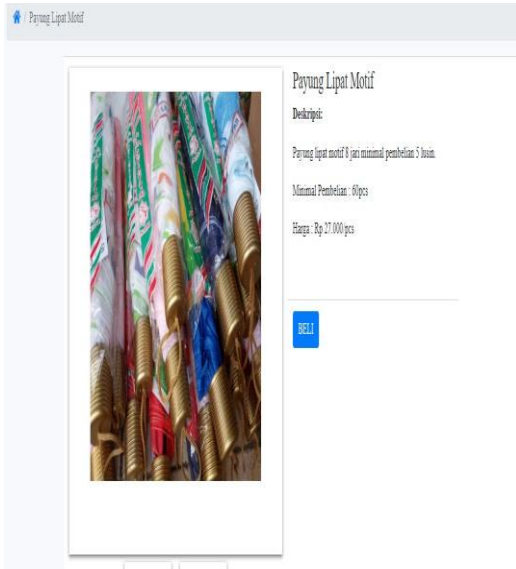 / Payung Lipat Motif
Payung Lipat Motif
Deskripsi:
Payung lipat motif 8 jari minimal pembelian 5 lusin.
Minimal Pembelian : 60pcs
Harga : Rp 27.000/pcs
BELI